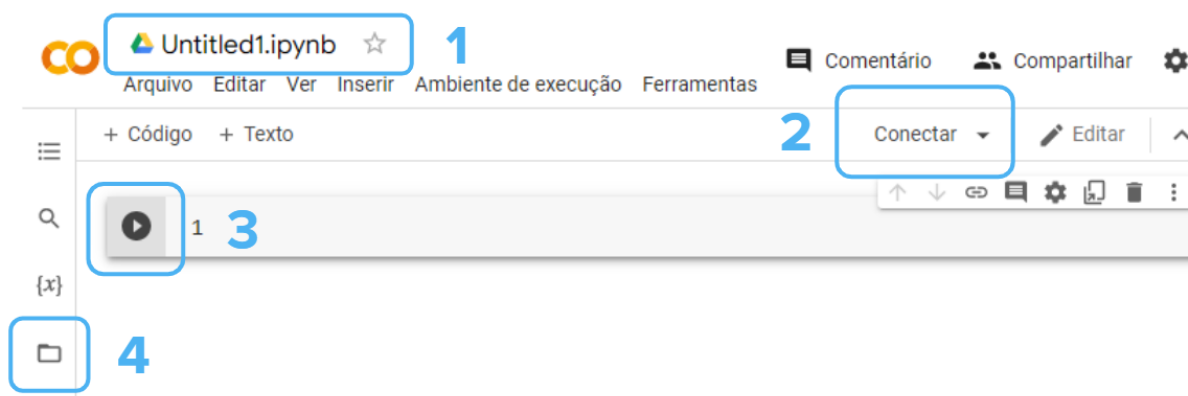 CO Untitled1.ipynb 1
Comentário Compartilhar
Arquivo Editar Ver Inserir Ambiente de execução Ferramentas
+ Código + Texto 2 Conectar Editar
1 3
{x}
4